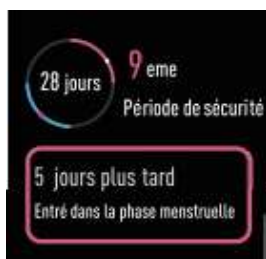 28 jours
9 eme
Période de sécurité
5 jours plus tard
Entré dans la phase menstruelle